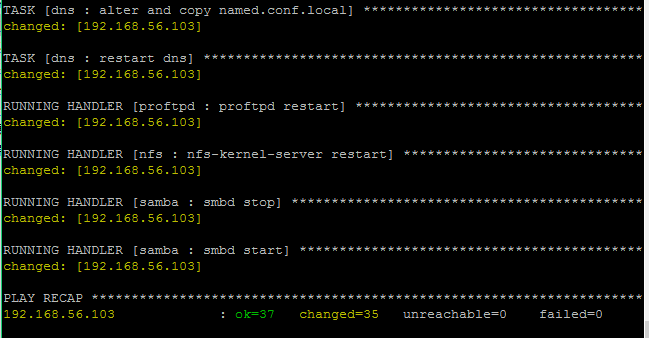 TASK [dns : alter and copy named.conf.local] ***********************************
changed: [192.168.56.103]
TASK [dns : restart dns] *******************************************************
changed: [192.168.56.103]
RUNNING HANDLER [proftpd : proftpd restart] ************************************
changed: [192.168.56.103]
RUNNING HANDLER [nfs : nfs-kernel-server restart] ******************************
changed: [192.168.56.103]
RUNNING HANDLER [samba : smbd stop] ********************************************
changed: [192.168.56.103]
RUNNING HANDLER [samba : smbd start] *******************************************
changed: [192.168.56.103]
PLAY RECAP *********************************************************************
192.168.56.103             : ok=37   changed=35   unreachable=0    failed=0